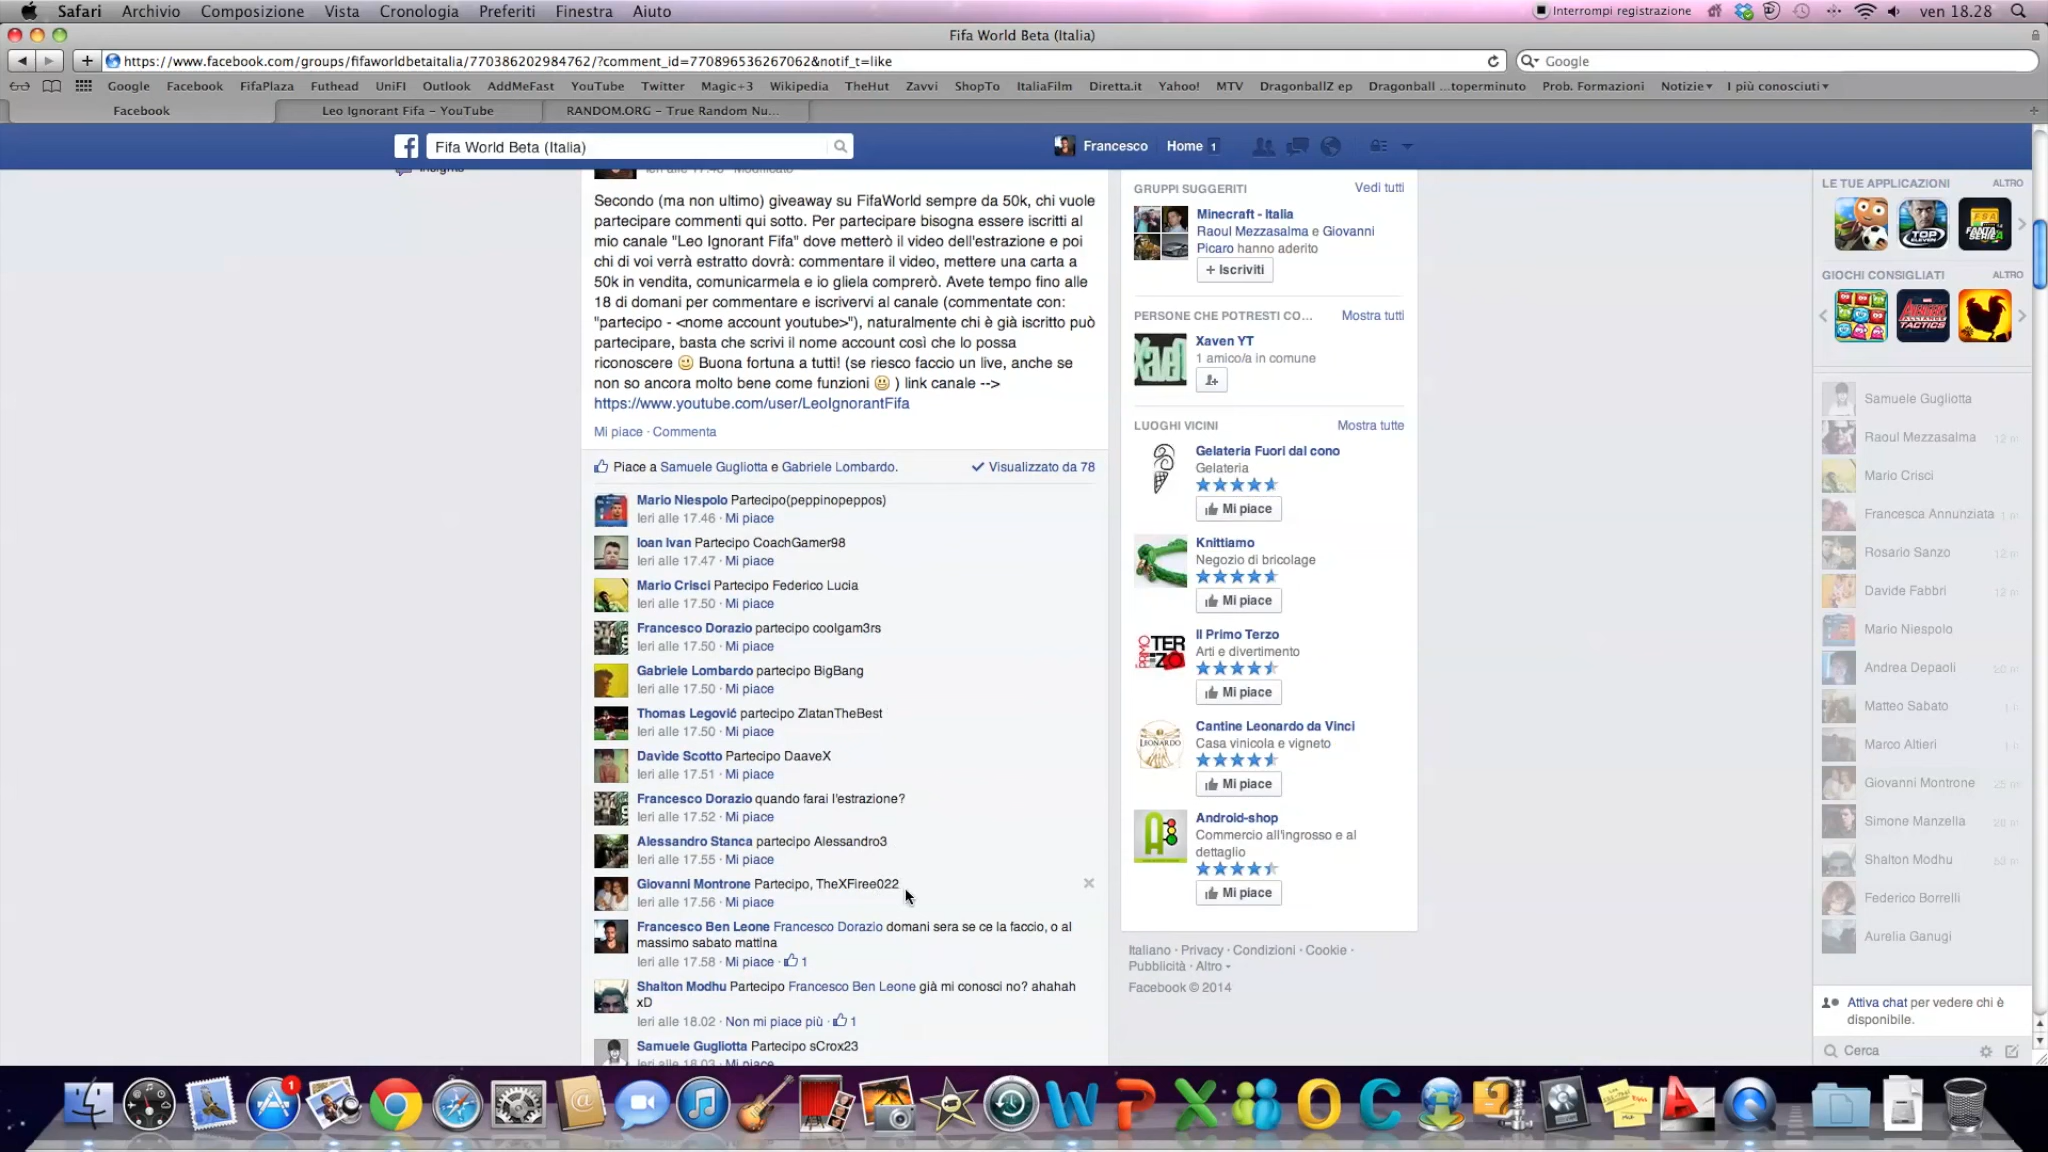 Safari Archivio Composizione Vista Cronologia Preferiti Finestra Aiuto Interrompi registrazione ven 18.28
Fifa World Beta (Italia)
https://www.facebook.com/groups/fifaworldbetaitalia/770386202984762/?comment_id=770896536267062&notif_t=like
Google
Google Facebook FifaPlaza Futhead UniFI Outlook AddMeFast YouTube Twitter Magic+3 Wikipedia TheHut Zavvi ShopTo ItaliaFilm Diretta.it Yahoo! MTV DragonballZ ep Dragonball ...toperminuto Prob. Formazioni Notizie I più conosciuti
Facebook
Leo Ignorant Fifa – YouTube
RANDOM.ORG – True Random Nu...
Fifa World Beta (Italia)
Francesco Home 1
Secondo (ma non ultimo) giveaway su FifaWorld sempre da 50k, chi vuole
partecipare commenti qui sotto. Per partecipare bisogna essere iscritti al
mio canale "Leo Ignorant Fifa" dove metterò il video dell'estrazione e poi
chi di voi verrà estratto dovrà: commentare il video, mettere una carta a
50k in vendita, comunicarmela e io gliela comprerò. Avete tempo fino alle
18 di domani per commentare e iscrivervi al canale (commentate con:
"partecipo - <nome account youtube>"), naturalmente chi è già iscritto può
partecipare, basta che scrivi il nome account così che lo possa
riconoscere 😃 Buona fortuna a tutti! (se riesco faccio un live, anche se
non so ancora molto bene come funzioni 😃 ) link canale -->
https://www.youtube.com/user/LeoIgnorantFifa
Mi piace · Commenta
Piace a Samuele Gugliotta e Gabriele Lombardo.
Visualizzato da 78
Mario Niespolo Partecipo(peppinopeppos)
Ieri alle 17.46 · Mi piace
Ioan Ivan Partecipo CoachGamer98
Ieri alle 17.47 · Mi piace
Mario Crisci Partecipo Federico Lucia
Ieri alle 17.50 · Mi piace
Francesco Dorazio partecipo coolgam3rs
Ieri alle 17.50 · Mi piace
Gabriele Lombardo partecipo BigBang
Ieri alle 17.50 · Mi piace
Thomas Legović partecipo ZlatanTheBest
Ieri alle 17.50 · Mi piace
Davide Scotto Partecipo DaaveX
Ieri alle 17.51 · Mi piace
Francesco Dorazio quando farai l'estrazione?
Ieri alle 17.52 · Mi piace
Alessandro Stanca partecipo Alessandro3
Ieri alle 17.55 · Mi piace
Giovanni Montrone Partecipo, TheXFiree022
Ieri alle 17.56 · Mi piace
Francesco Ben Leone Francesco Dorazio domani sera se ce la faccio, o al
massimo sabato mattina
Ieri alle 17.58 · Mi piace · 1
Shalton Modhu Partecipo Francesco Ben Leone già mi conosci no? ahahah
xD
Ieri alle 18.02 · Non mi piace più · 1
Samuele Gugliotta Partecipo sCrox23
Ieri alle 18.03 · Mi piace
GRUPPI SUGGERITI Vedi tutti
Minecraft - Italia
Raoul Mezzasalma e Giovanni
Picaro hanno aderito
+ Iscriviti
PERSONE CHE POTRESTI CO... Mostra tutti
Xaven YT
1 amico/a in comune
LUOGHI VICINI Mostra tutte
Gelateria Fuori dal cono
Gelateria
Mi piace
Knittiamo
Negozio di bricolage
Mi piace
Il Primo Terzo
Arti e divertimento
Mi piace
Cantine Leonardo da Vinci
Casa vinicola e vigneto
Mi piace
Android-shop
Commercio all'ingrosso e al
dettaglio
Mi piace
Italiano · Privacy · Condizioni · Cookie ·
Pubblicità · Altro
Facebook © 2014
LE TUE APPLICAZIONI ALTRO
TOP ELEVEN
FANTA SERIE A
GIOCHI CONSIGLIATI ALTRO
AVENGERS
TACTICS
Samuele Gugliotta
Raoul Mezzasalma 12 m
Mario Crisci
Francesca Annunziata
Rosario Sanzo 12 m
Davide Fabbri 12 m
Mario Niespolo
Andrea Depaoli
Matteo Sabato
Marco Altieri
Giovanni Montrone
Simone Manzella
Shalton Modhu
Federico Borrelli
Aurelia Ganugi
Attiva chat per vedere chi è
disponibile.
Cerca
1